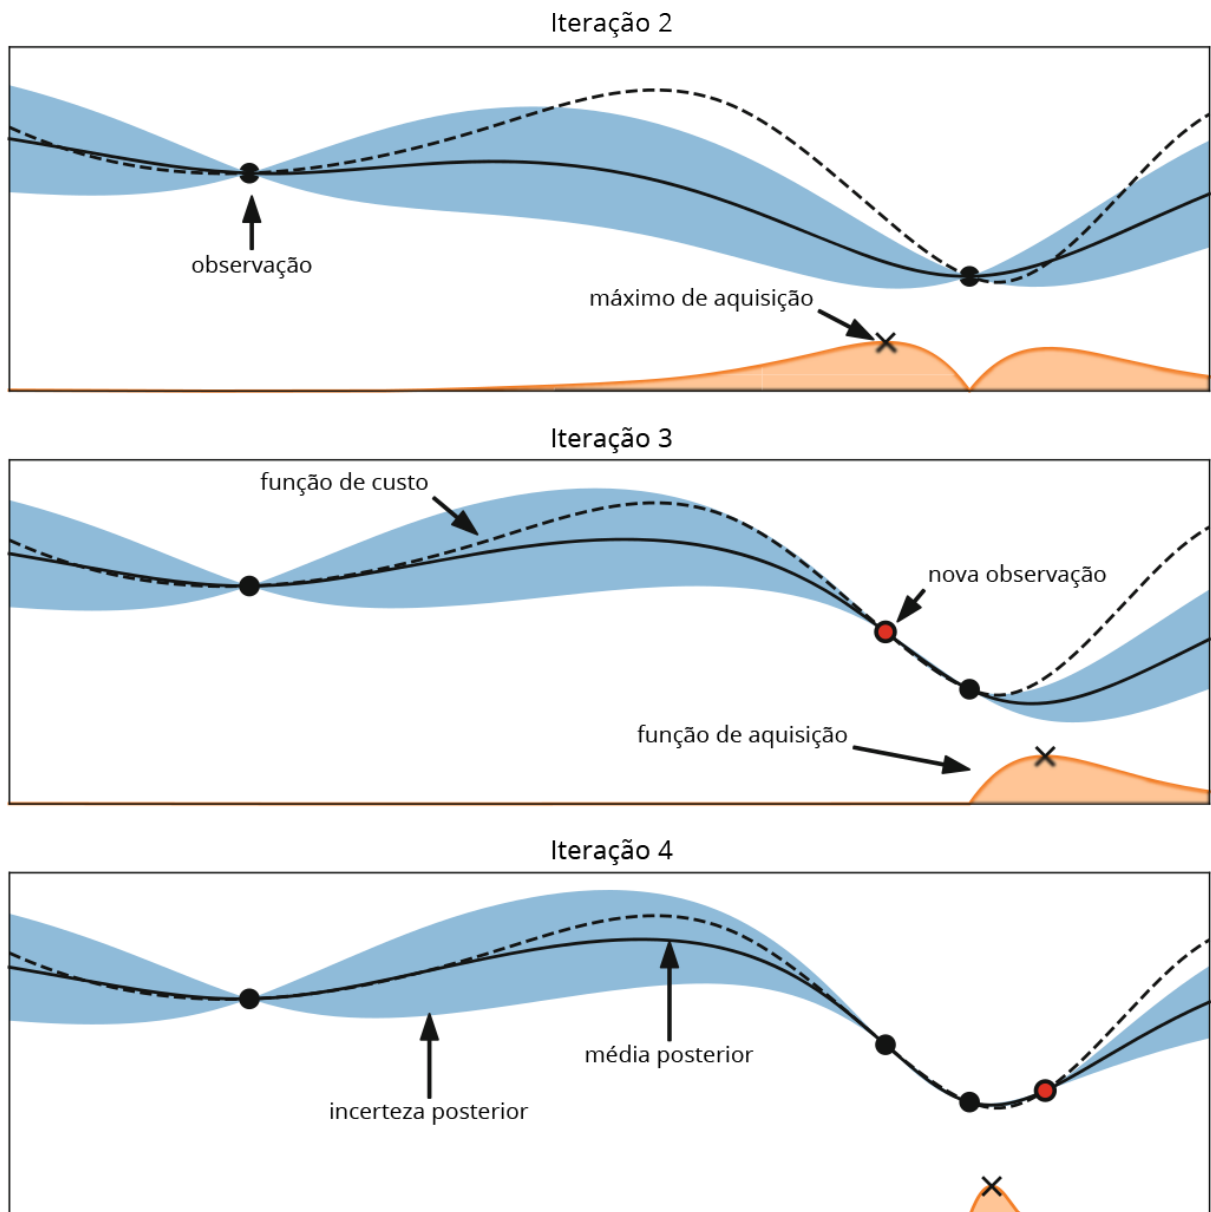 Iteração 2
observação
máximo de aquisição
Iteração 3
função de custo
nova observação
função de aquisição
Iteração 4
média posterior
incerteza posterior